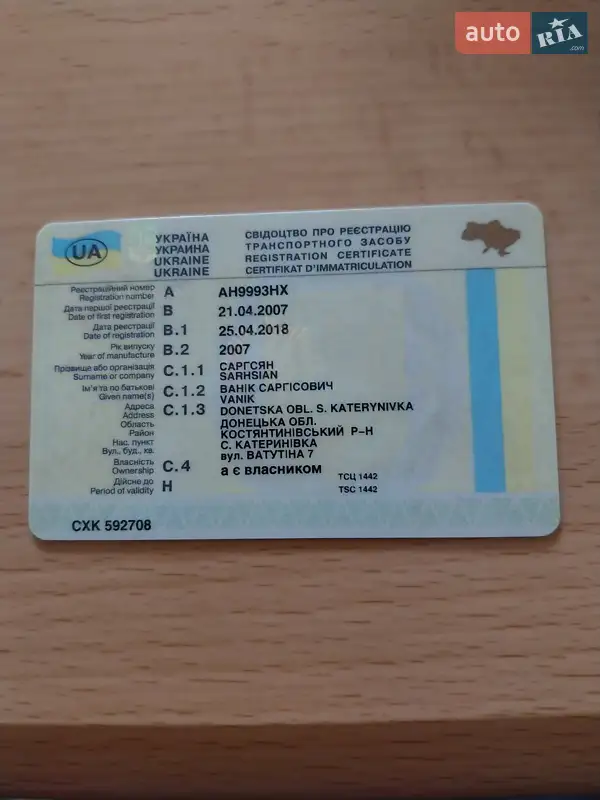 auto RIA .com
UA
УКРАЇНА
УКРАИНА
UKRAINE
UKRAINE
СВІДОЦТВО ПРО РЕЄСТРАЦІЮ
ТРАНСПОРТНОГО ЗАСОБУ
REGISTRATION CERTIFICATE
CERTIFIKAT D'IMMATRICULATION
Реєстраційний номер A AH9993HX
Registration number
Дата першої реєстрації B 21.04.2007
Date of first registration
Дата реєстрації B.1 25.04.2018
Date of registration
Рік випуску B.2 2007
Year of manufacture
Прізвище або організація C.1.1 САРГСЯН
Surname or company SARHSIAN
Ім'я та по батькові C.1.2 ВАНІК САРГІСОВИЧ
Given name(s) VANIK
Адреса C.1.3 DONETSKA OBL. S. KATERYNIVKA
Address
Область ДОНЕЦЬКА ОБЛ.
Район КОСТЯНТИНІВСЬКИЙ Р-Н
Нас. пункт С. КАТЕРИНІВКА
Вул., буд., кв. вул. ВАТУТІНА 7
Власність C.4 а є власником
Ownership
Дійсне до H ТСЦ 1442
Period of validity TSC 1442
CXK 592708